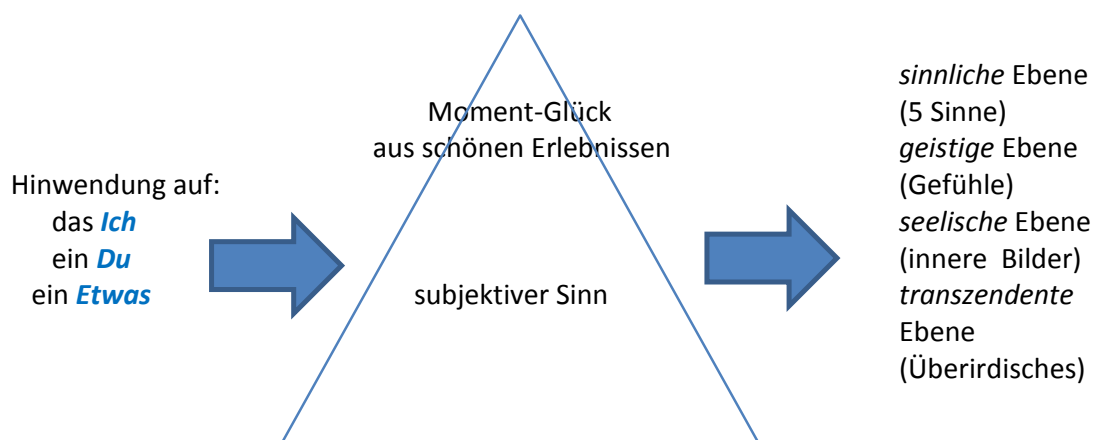 Hinwendung auf:
das Ich
ein Du
ein Etwas
Moment-Glück
aus schönen Erlebnissen
subjektiver Sinn
sinnliche Ebene
(5 Sinne)
geistige Ebene
(Gefühle)
seelische Ebene
(innere Bilder)
transzendente
Ebene
(Überirdisches)